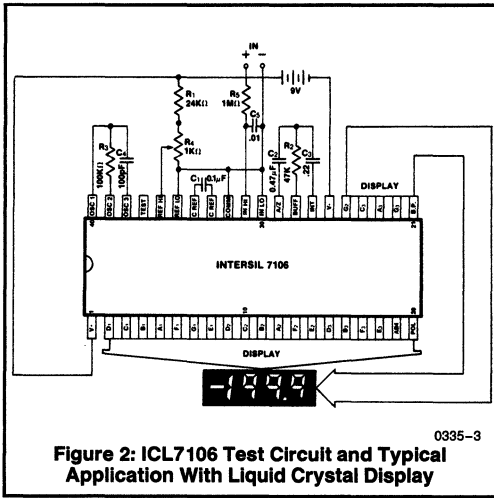 IN
+ −
9V
R1
24KΩ
R5
1MΩ
C5
.01
R4
1KΩ
R3
100KΩ
C4
100pF
C1
0.1µF
C2
0.47µF
R2
47K
C3
.22
DISPLAY
40 OSC 1 OSC 2 OSC 3 TEST REF HI REF LO C REF C REF COMM IN HI 30 IN LO A/Z BUFF INT V- G2 C3 A3 G3 21 B.P.
INTERSIL 7106
1 V+ D1 C1 B1 A1 F1 G1 E1 D2 10 C2 B2 A2 F2 E2 D3 B3 F3 E3 AB4 20 POL
DISPLAY
-199.9
0335-3
Figure 2: ICL7106 Test Circuit and Typical
Application With Liquid Crystal Display